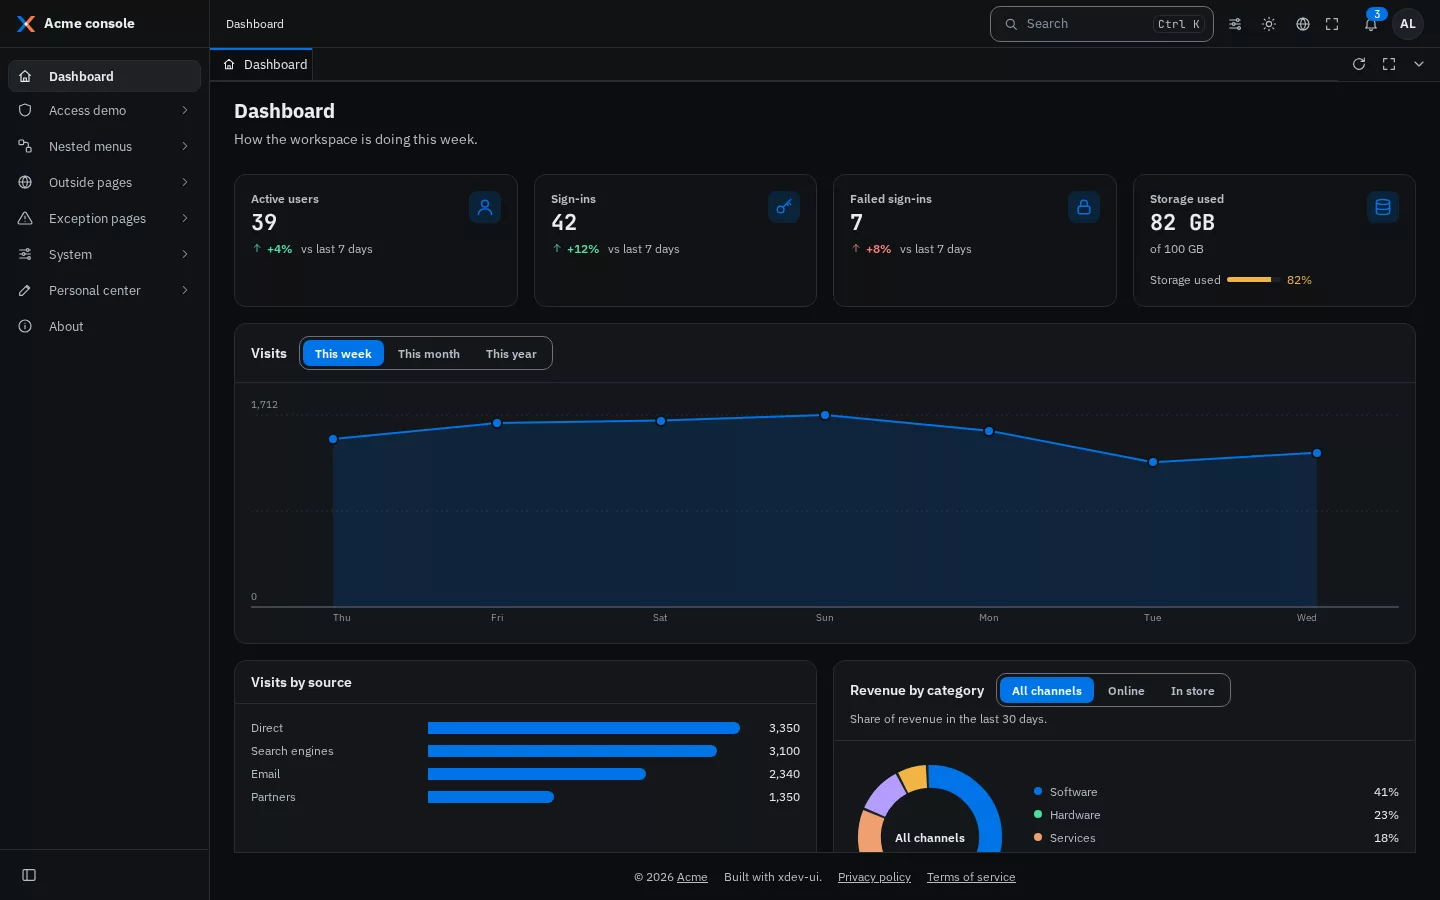 Acme console
Dashboard
Search
Ctrl K
3
AL
Dashboard
Access demo
Nested menus
Outside pages
Exception pages
System
Personal center
About
Dashboard
Dashboard
How the workspace is doing this week.
Active users
39
+4% vs last 7 days
Sign-ins
42
+12% vs last 7 days
Failed sign-ins
7
+8% vs last 7 days
Storage used
82 GB
of 100 GB
Storage used 82%
Visits
This week
This month
This year
1,712
0
Thu
Fri
Sat
Sun
Mon
Tue
Wed
Visits by source
Direct 3,350
Search engines 3,100
Email 2,340
Partners 1,350
Revenue by category
All channels
Online
In store
Share of revenue in the last 30 days.
All channels
Software 41%
Hardware 23%
Services 18%
© 2026 Acme
Built with xdev-ui.
Privacy policy
Terms of service